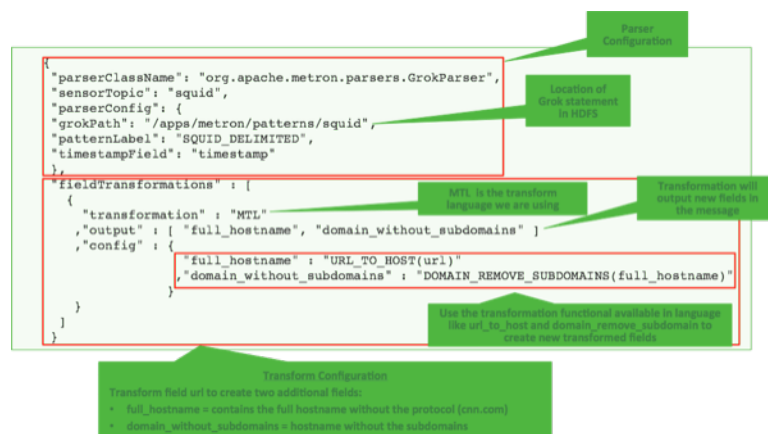 Parser
Configuration
{
"parserClassName": "org.apache.metron.parsers.GrokParser",
"sensorTopic": "squid",
"parserConfig": {
"grokPath": "/apps/metron/patterns/squid",
"patternLabel": "SQUID_DELIMITED",
"timestampField": "timestamp"
},
Location of
Grok statement
in HDFS
"fieldTransformations" : [
{
"transformation" : "MTL"
,"output" : [ "full_hostname", "domain_without_subdomains" ]
,"config" : {
"full_hostname" : "URL_TO_HOST(url)"
,"domain_without_subdomains" : "DOMAIN_REMOVE_SUBDOMAINS(full_hostname)"
}
}
]
}
MTL is the transform
language we are using
Transformation will
output new fields in
the message
Use the transformation functional available in language
like url_to_host and domain_remove_subdomain to
create new transformed fields
Transform Configuration
Transform field url to create two additional fields:
• full_hostname = contains the full hostname without the protocol (cnn.com)
• domain_without_subdomains = hostname without the subdomains